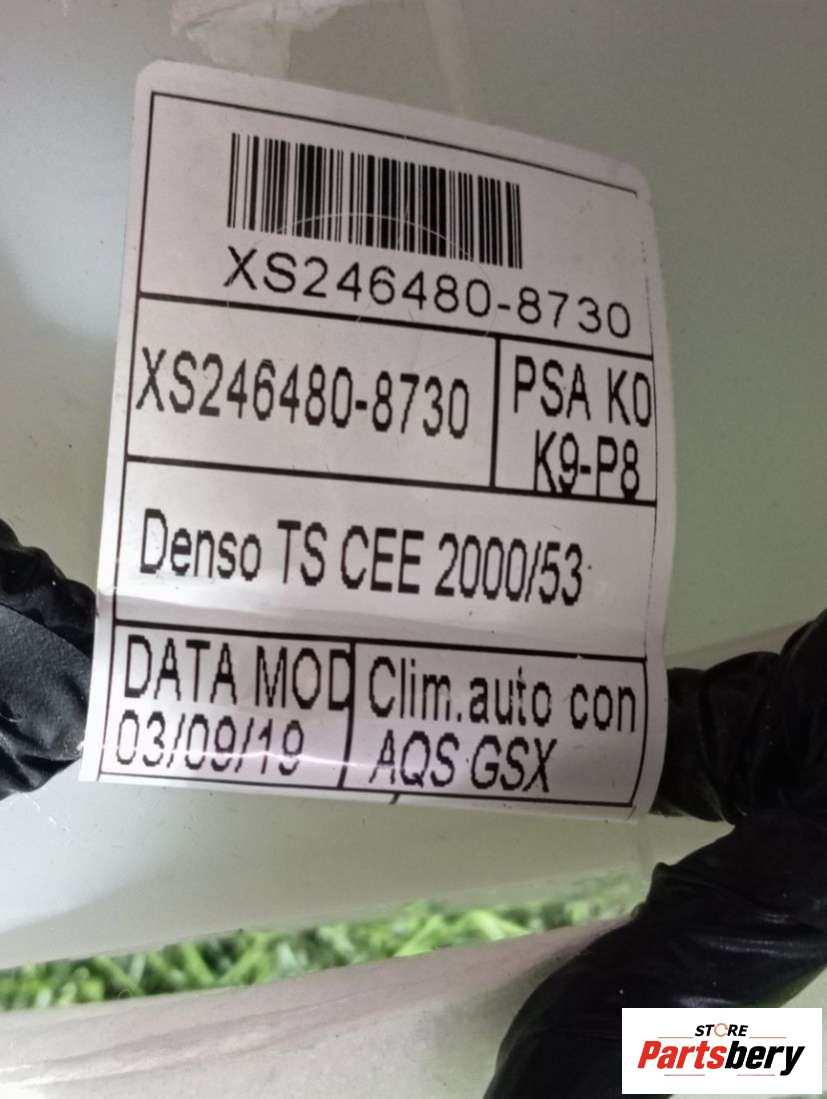 XS246480-8730
XS246480-8730
PSA K0
K9-P8
Denso TS CEE 2000/53
DATA MOD
03/09/19
Clim.auto con
AQS GSX
STORE
Partsbery